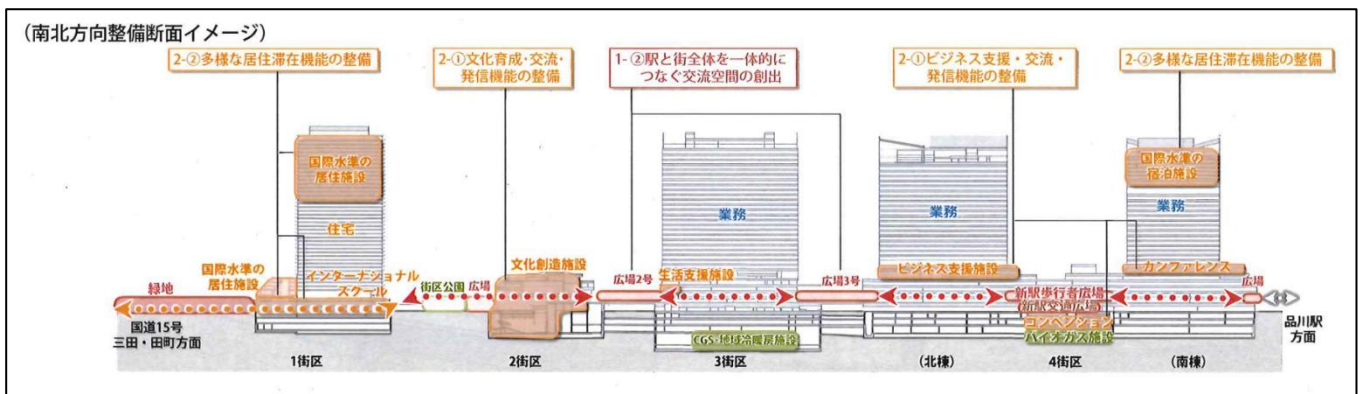 （南北方向整備断面イメージ）
2-②多様な居住滞在機能の整備
2-①文化育成・交流・
発信機能の整備
1-②駅と街全体を一体的に
つなぐ交流空間の創出
2-①ビジネス支援・交流・
発信機能の整備
2-②多様な居住滞在機能の整備
国際水準の
居住施設
住宅
国際水準の
居住施設
インターナショナル
スクール
緑地
国道15号
三田・田町方面
1街区
街区公園
広場
文化創造施設
2街区
広場2号
業務
生活支援施設
CGS・地域冷暖房施設
3街区
広場3号
業務
ビジネス支援施設
（北棟）
新駅歩行者広場
（新駅交通広場）
コンベンション
バイオガス施設
4街区
国際水準の
宿泊施設
業務
カンファレンス
（南棟）
広場
品川駅
方面